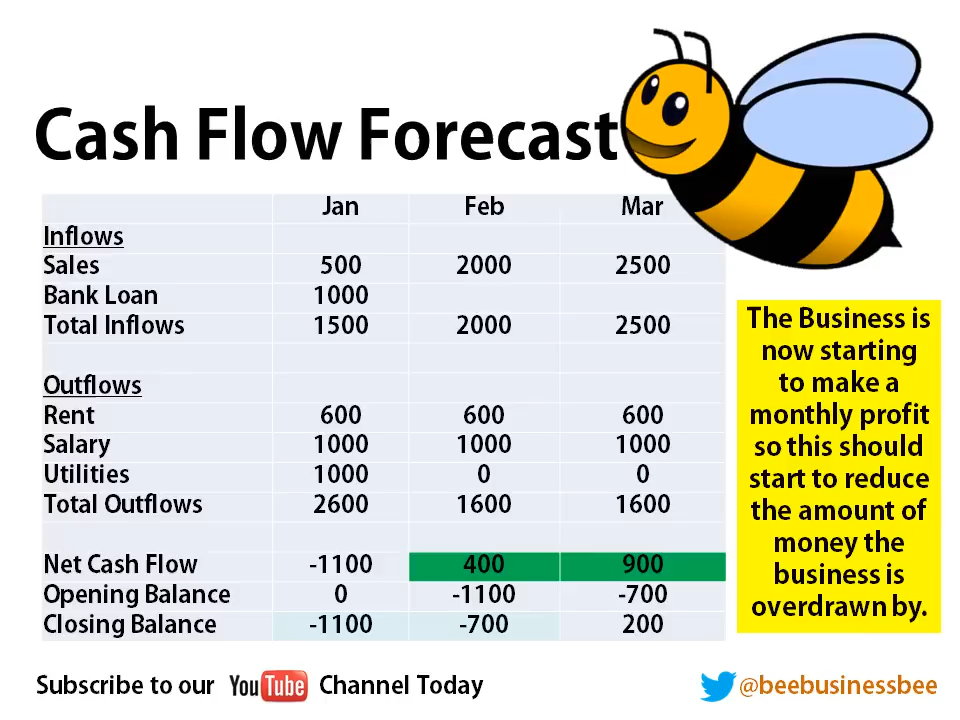 Cash Flow Forecast
Jan Feb Mar
Inflows
Sales 500 2000 2500
Bank Loan 1000
Total Inflows 1500 2000 2500
Outflows
Rent 600 600 600
Salary 1000 1000 1000
Utilities 1000 0 0
Total Outflows 2600 1600 1600
Net Cash Flow -1100 400 900
Opening Balance 0 -1100 -700
Closing Balance -1100 -700 200
The Business is
now starting
to make a
monthly profit
so this should
start to reduce
the amount of
money the
business is
overdrawn by.
Subscribe to our YouTube Channel Today
@beebusinessbee